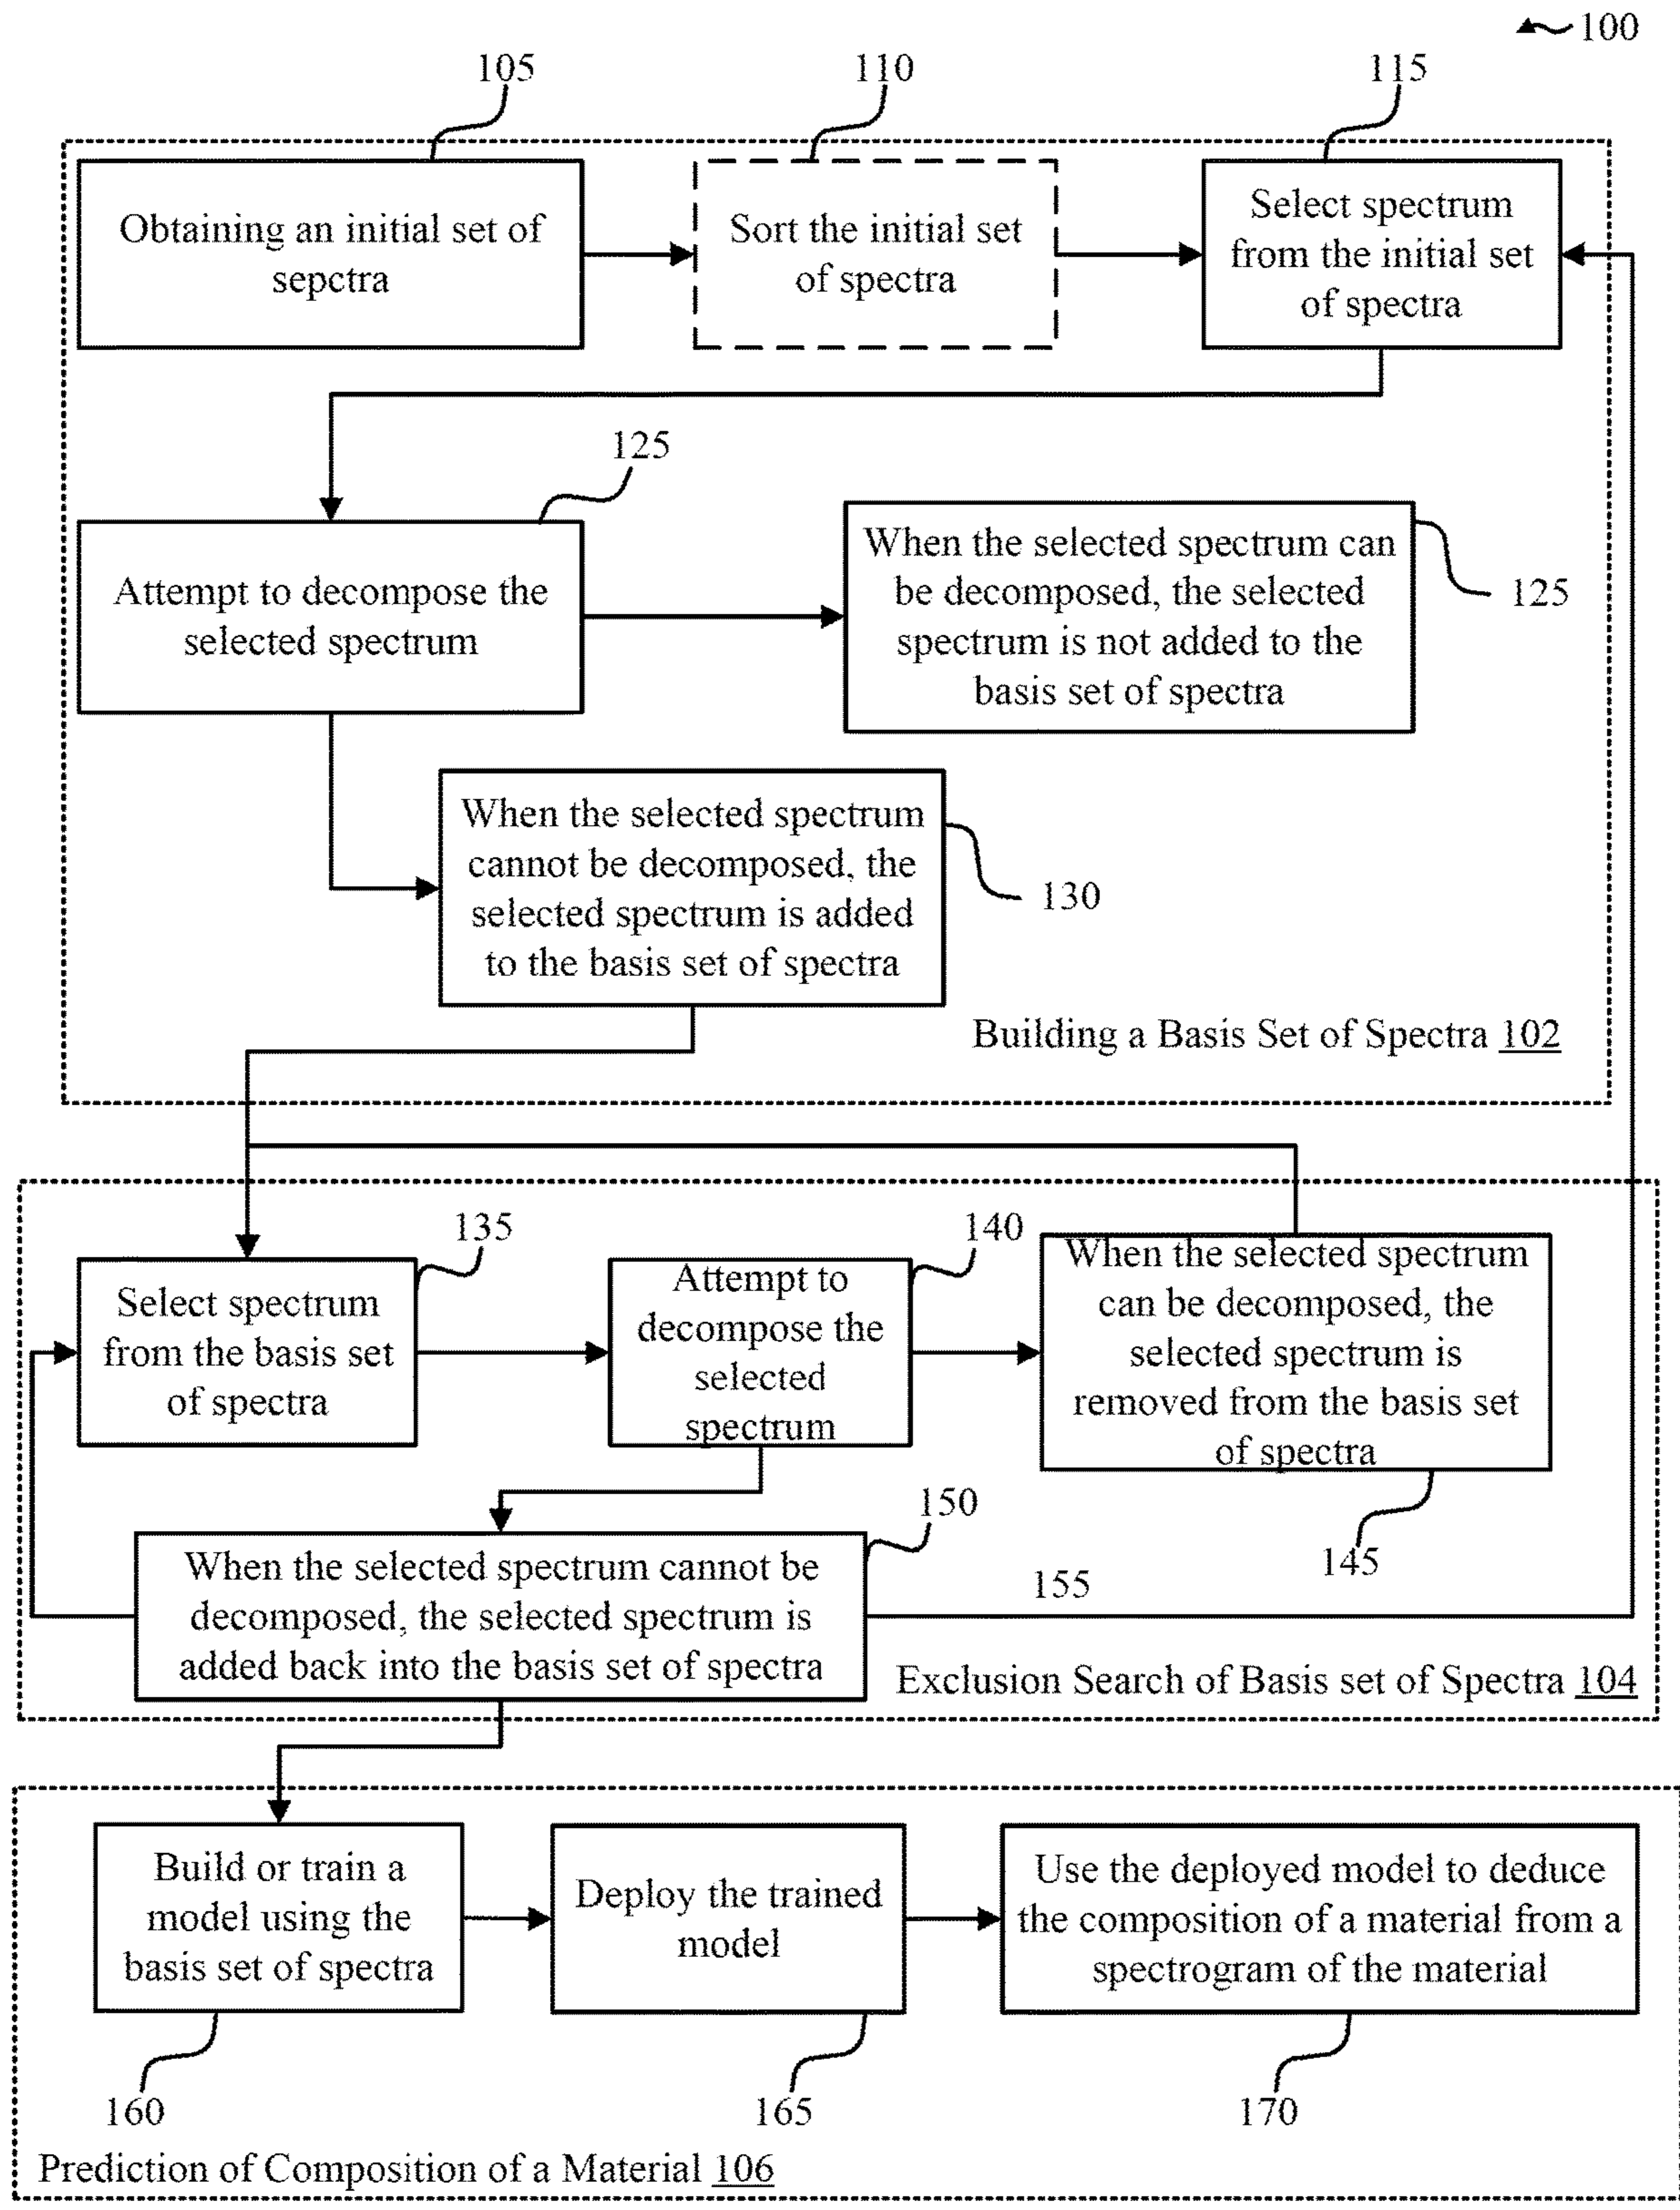 100
105
110
115
Obtaining an initial set of
sepctra
Sort the initial set
of spectra
Select spectrum
from the initial set
of spectra
125
Attempt to decompose the
selected spectrum
When the selected spectrum can
be decomposed, the selected
spectrum is not added to the
basis set of spectra
125
When the selected spectrum
cannot be decomposed, the
selected spectrum is added
to the basis set of spectra
130
Building a Basis Set of Spectra 102
135
140
Select spectrum
from the basis set
of spectra
Attempt to
decompose the
selected
spectrum
When the selected spectrum
can be decomposed, the
selected spectrum is
removed from the basis set
of spectra
145
150
155
When the selected spectrum cannot be
decomposed, the selected spectrum is
added back into the basis set of spectra
Exclusion Search of Basis set of Spectra 104
Build or train a
model using the
basis set of spectra
Deploy the trained
model
Use the deployed model to deduce
the composition of a material from a
spectrogram of the material
160
165
170
Prediction of Composition of a Material 106